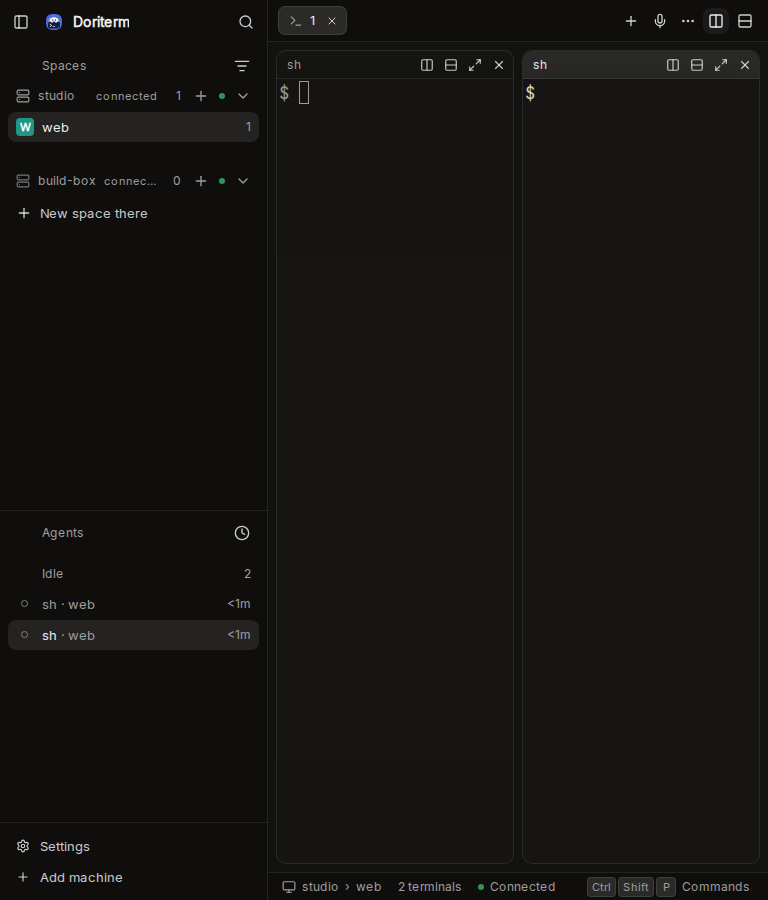 Doriterm
Spaces
studio connected 1
W web 1
build-box connec... 0
New space there
Agents
Idle 2
sh · web <1m
sh · web <1m
Settings
Add machine
1
sh
$
sh
$
studio › web 2 terminals Connected Ctrl Shift P Commands